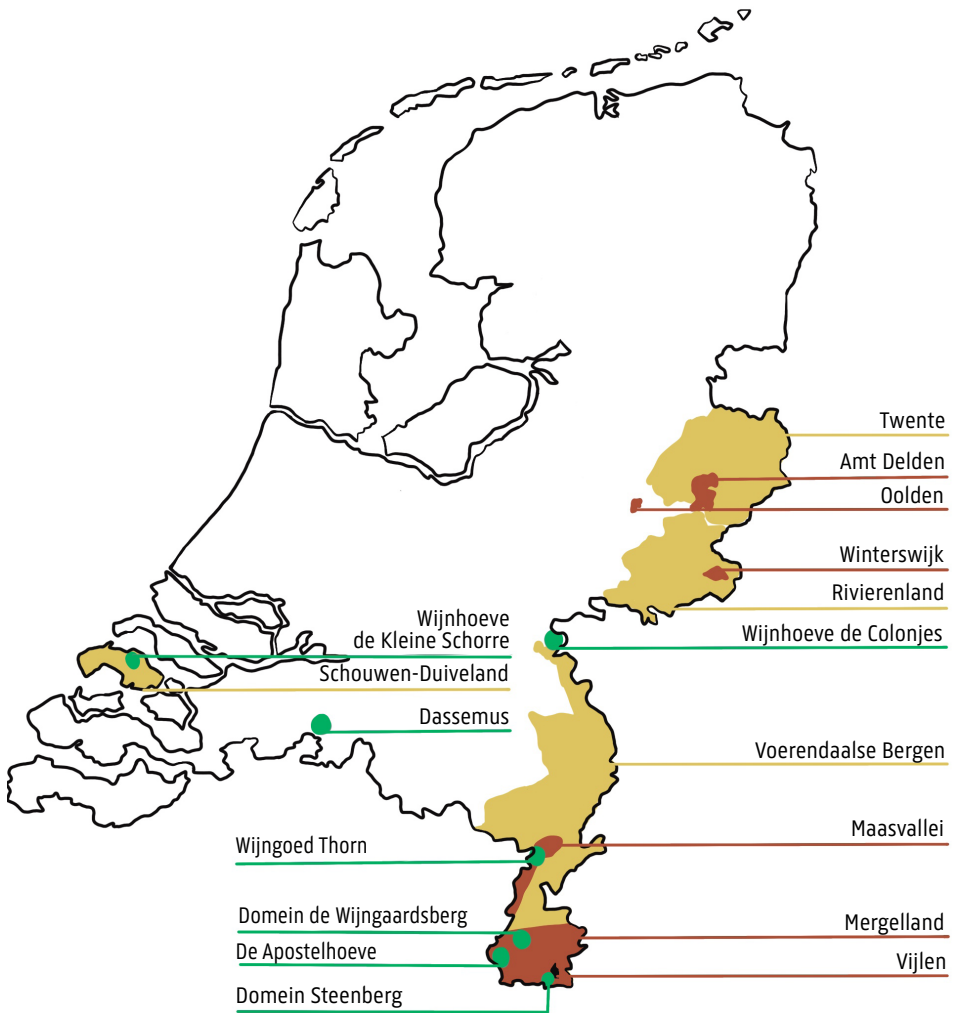 Twente
Amt Delden
Oolden
Winterswijk
Rivierenland
Wijnhoeve
de Kleine Schorre
Wijnhoeve de Colonjes
Schouwen-Duiveland
Dassemus
Voerendaalse Bergen
Maasvallei
Wijngoed Thorn
Domein de Wijngaardsberg
Mergelland
De Apostelhoeve
Vijlen
Domein Steenberg